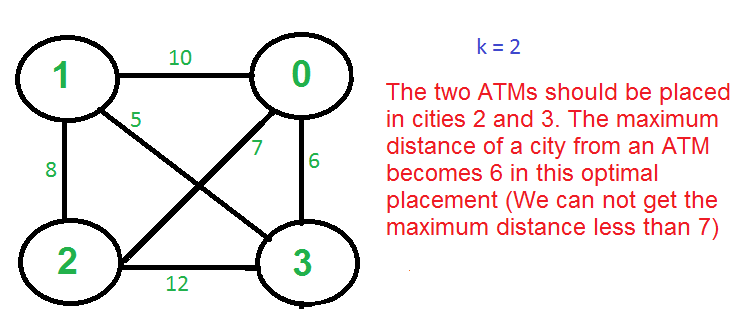 10
k = 2
1
0
The two ATMs should be placed
in cities 2 and 3. The maximum
5
distance of a city from an ATM
7
6
becomes 6 in this optimal
8
placement (We can not get the
maximum distance less than 7)
2
3
12